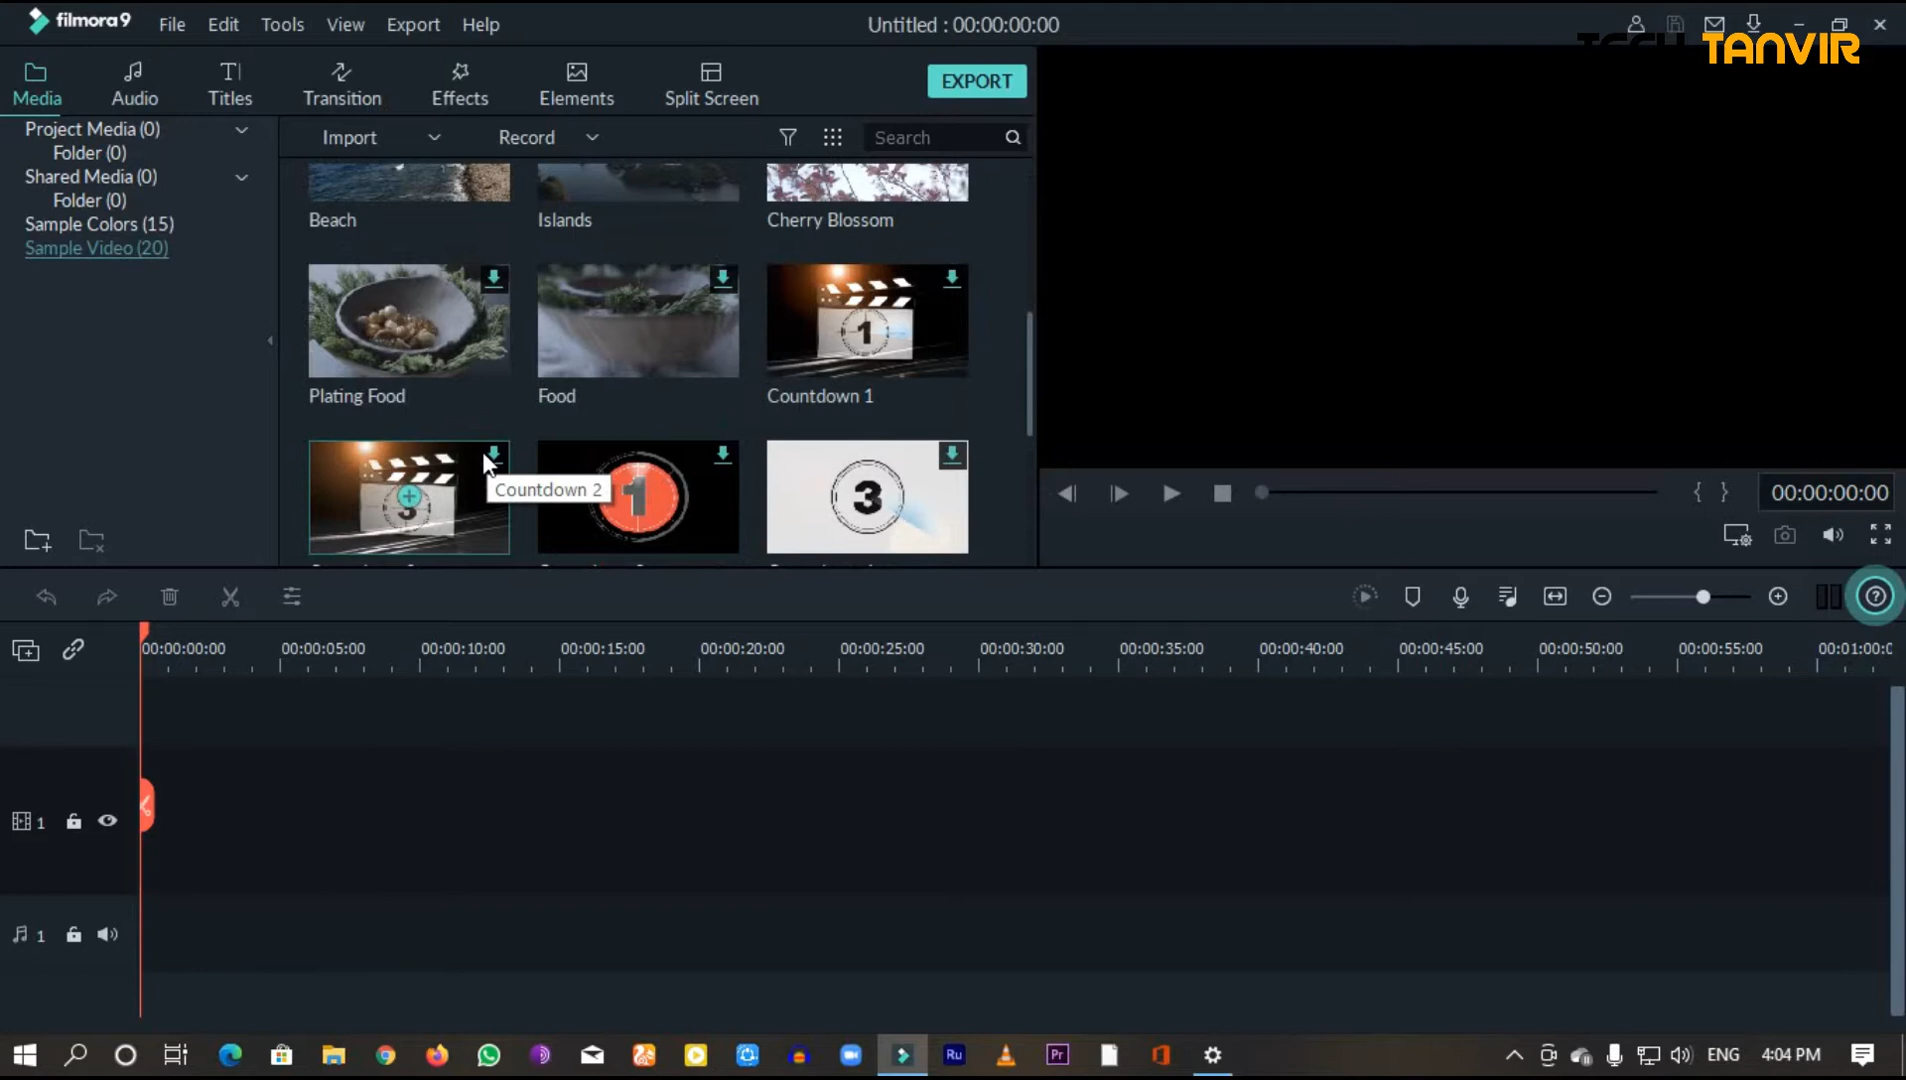 filmora9
File Edit Tools View Export Help
Untitled : 00:00:00:00
TECH TANVIR
Media Audio Titles Transition Effects Elements Split Screen
EXPORT
Project Media (0)
Folder (0)
Shared Media (0)
Folder (0)
Sample Colors (15)
Sample Video (20)
Import Record Search
Beach Islands Cherry Blossom
1
Plating Food Food Countdown 1
3 1 3
Countdown 2
00:00:00:00
00:00:00:00 00:00:05:00 00:00:10:00 00:00:15:00 00:00:20:00 00:00:25:00 00:00:30:00 00:00:35:00 00:00:40:00 00:00:45:00 00:00:50:00 00:00:55:00 00:01:00:0
1
1
Ru Pr
ENG 4:04 PM